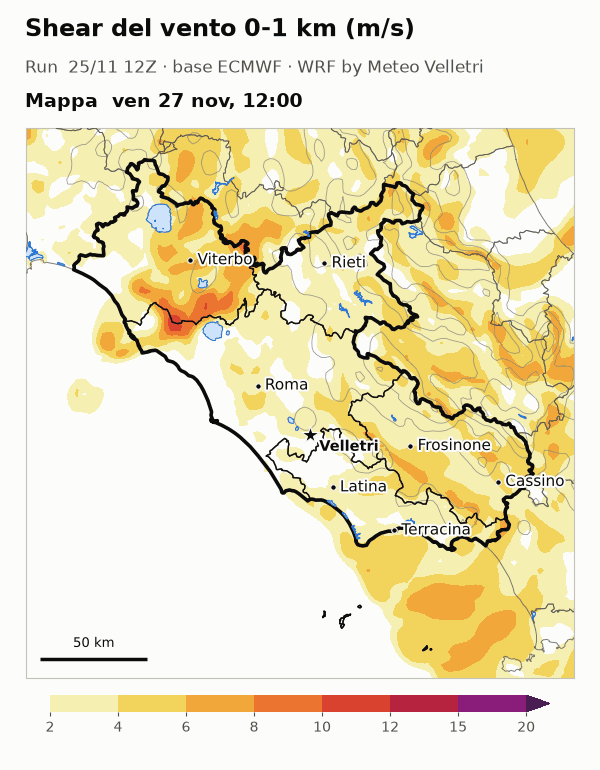 Shear del vento 0-1 km (m/s)
Run  25/11 12Z · base ECMWF · WRF by Meteo Velletri
Mappa  ven 27 nov, 12:00
Viterbo
Rieti
Roma
Velletri
Frosinone
Cassino
Latina
Terracina
50 km
2 4 6 8 10 12 15 20